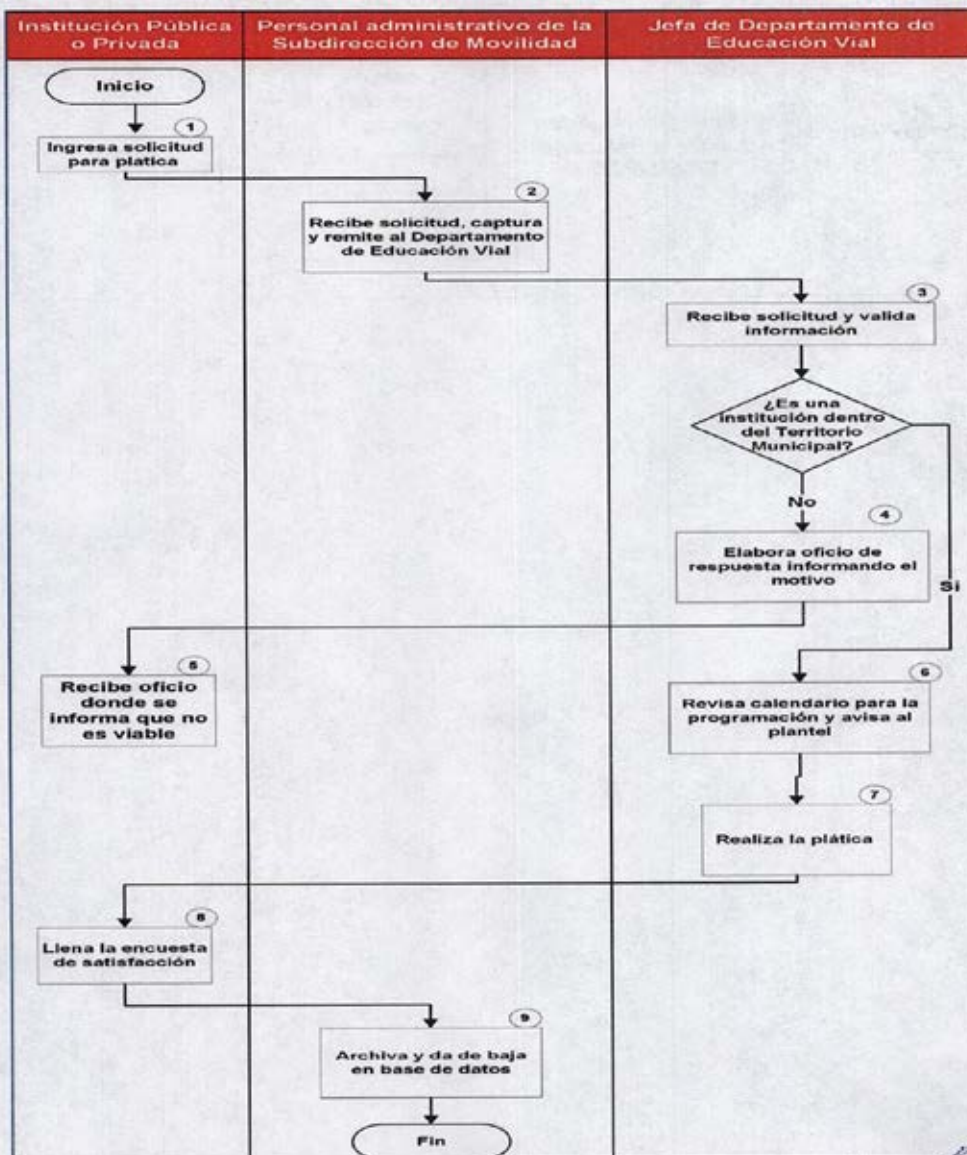 Institución Pública
o Privada
Personal administrativo de la
Subdirección de Movilidad
Jefa de Departamento de
Educación Vial
Inicio
1
Ingresa solicitud
para platica
2
Recibe solicitud, captura
y remite al Departamento
de Educación Vial
3
Recibe solicitud y valida
información
¿Es una
institución dentro
del Territorio
Municipal?
No
Si
4
Elabora oficio de
respuesta informando el
motivo
5
Recibe oficio
donde se
informa que no
es viable
6
Revisa calendario para la
programación y avisa al
plantel
7
Realiza la plática
8
Llena la encuesta
de satisfacción
9
Archiva y da de baja
en base de datos
Fin